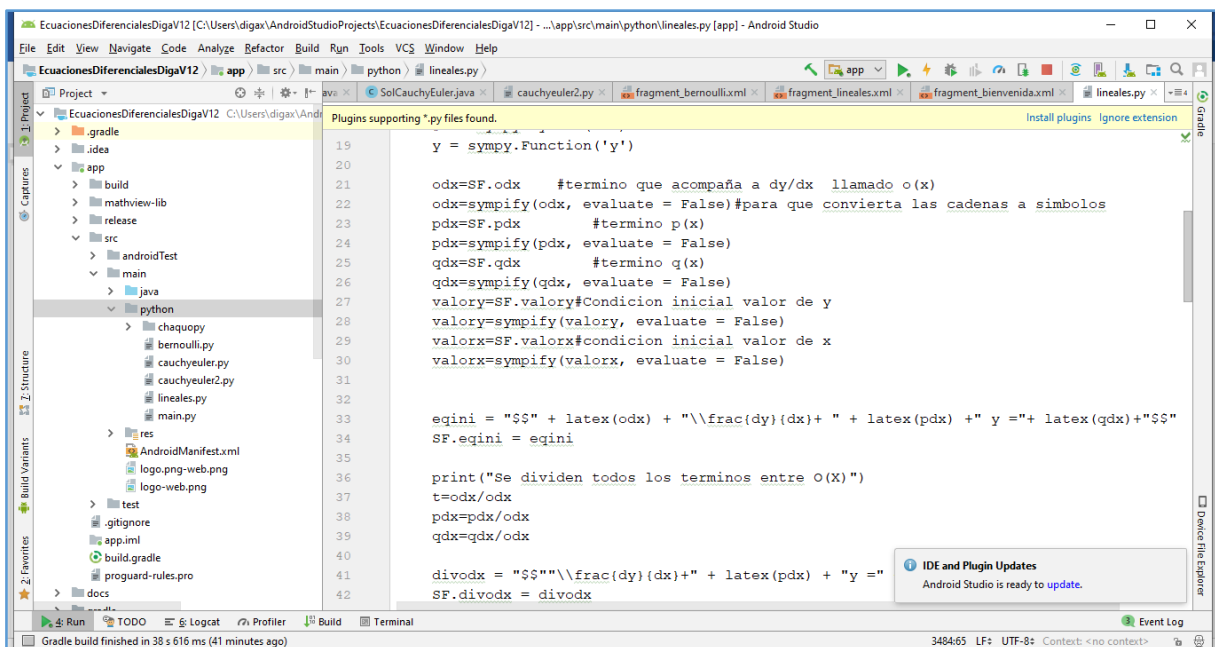 EcuacionesDiferencialesDigaV12 [C:\Users\digax\AndroidStudioProjects\EcuacionesDiferencialesDigaV12] - ...\app\src\main\python\lineales.py [app] - Android Studio
File Edit View Navigate Code Analyze Refactor Build Run Tools VCS Window Help
EcuacionesDiferencialesDigaV12 app src main python lineales.py app
Project ava SolCauchyEuler.java cauchyeuler2.py fragment_bernoulli.xml fragment_lineales.xml fragment_bienvenida.xml lineales.py
EcuacionesDiferencialesDigaV12 C:\Users\digax\Andr
.gradle
.idea
app
build
mathview-lib
release
src
androidTest
main
java
python
chaquopy
bernoulli.py
cauchyeuler.py
cauchyeuler2.py
lineales.py
main.py
res
AndroidManifest.xml
logo.png-web.png
logo-web.png
test
.gitignore
app.iml
build.gradle
proguard-rules.pro
docs
1: Project
Captures
Z: Structure
Build Variants
2: Favorites
Plugins supporting *.py files found. Install plugins Ignore extension
19 y = sympy.Function('y')
20
21 odx=SF.odx #termino que acompaña a dy/dx llamado o(x)
22 odx=sympify(odx, evaluate = False)#para que convierta las cadenas a simbolos
23 pdx=SF.pdx #termino p(x)
24 pdx=sympify(pdx, evaluate = False)
25 qdx=SF.qdx #termino q(x)
26 qdx=sympify(qdx, evaluate = False)
27 valory=SF.valory#Condicion inicial valor de y
28 valory=sympify(valory, evaluate = False)
29 valorx=SF.valorx#condicion inicial valor de x
30 valorx=sympify(valorx, evaluate = False)
31
32
33 eqini = "$$" + latex(odx) + "\\frac{dy}{dx}+ " + latex(pdx) +" y ="+ latex(qdx)+"$$"
34 SF.eqini = eqini
35
36 print("Se dividen todos los terminos entre O(X)")
37 t=odx/odx
38 pdx=pdx/odx
39 qdx=qdx/odx
40
41 divodx = "$$""\\frac{dy}{dx}+" + latex(pdx) + "y ="
42 SF.divodx = divodx
IDE and Plugin Updates
Android Studio is ready to update.
Gradle
Device File Explorer
4: Run TODO 6: Logcat Profiler Build Terminal 3 Event Log
Gradle build finished in 38 s 616 ms (41 minutes ago) 3484:65 LF UTF-8 Context: <no context>